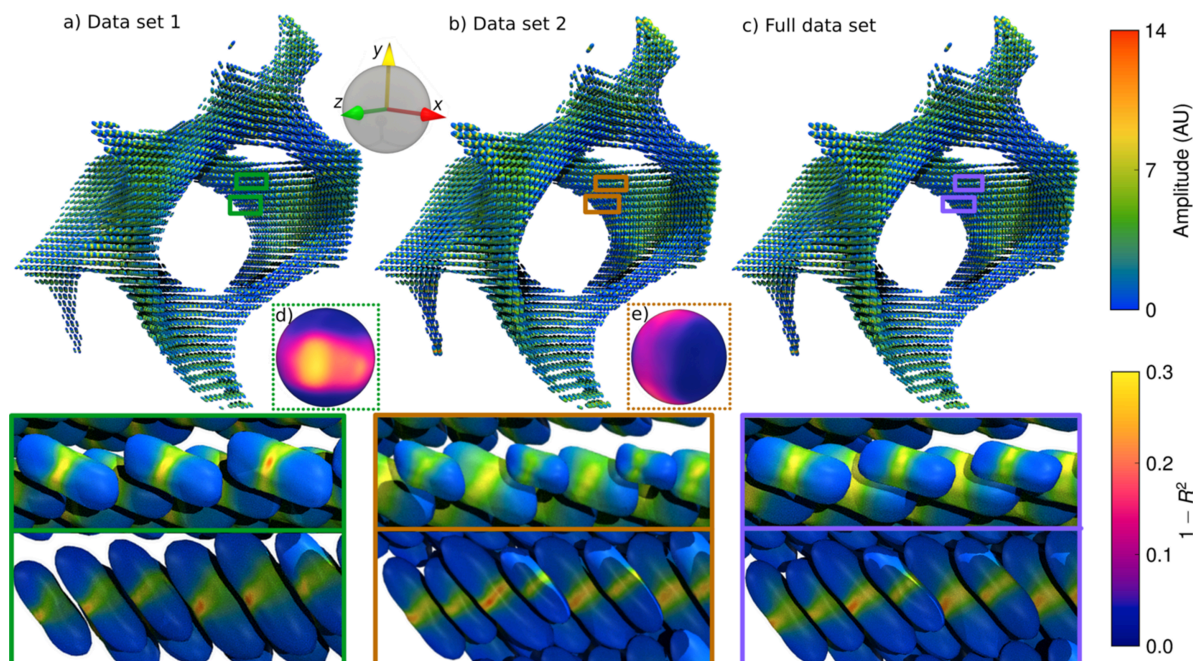 a) Data set 1
b) Data set 2
c) Full data set
y
z
x
14
7
0
Amplitude (AU)
d)
e)
0.3
0.2
0.1
0.0
1 − R²